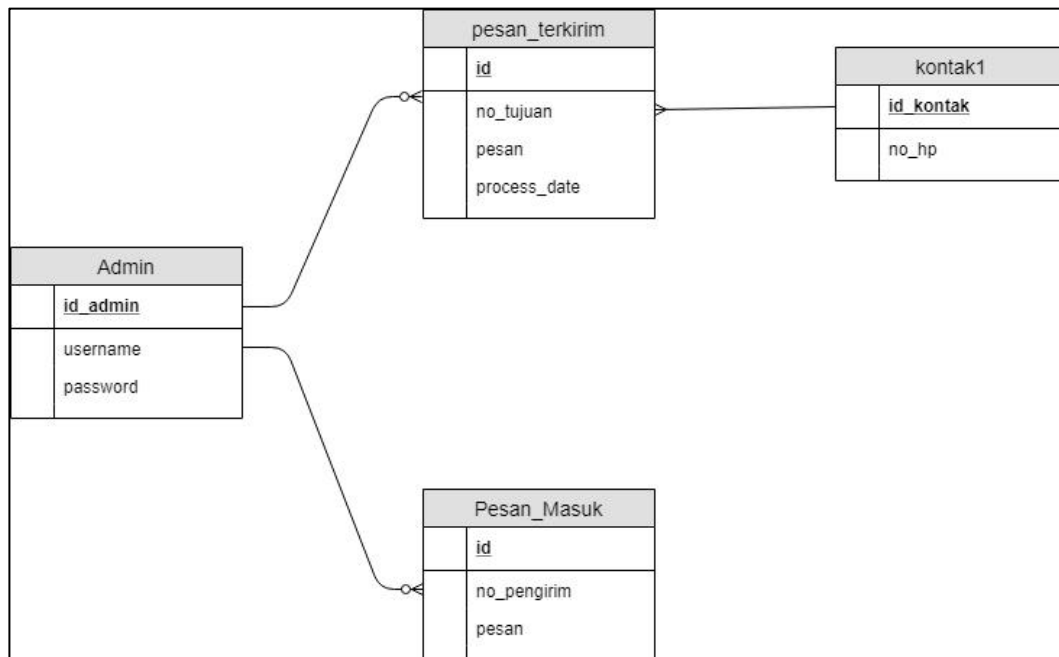 pesan_terkirim
id
no_tujuan
pesan
process_date
kontak1
id_kontak
no_hp
Admin
id_admin
username
password
Pesan_Masuk
id
no_pengirim
pesan